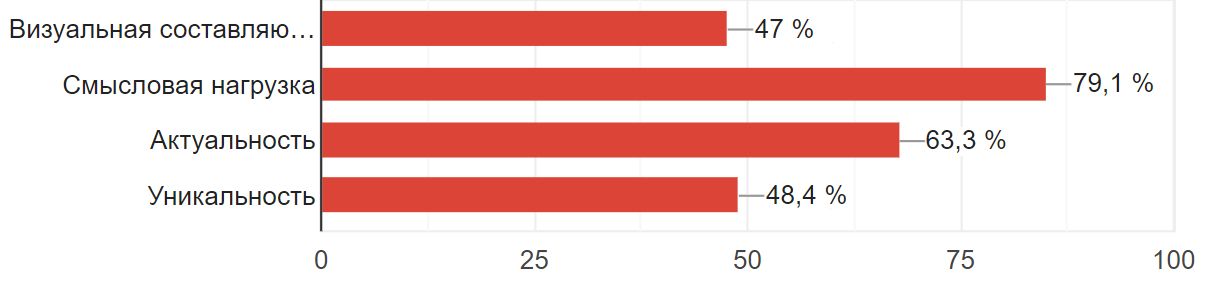 Визуальная составляю… 47 %
Смысловая нагрузка 79,1 %
Актуальность 63,3 %
Уникальность 48,4 %
0 25 50 75 100